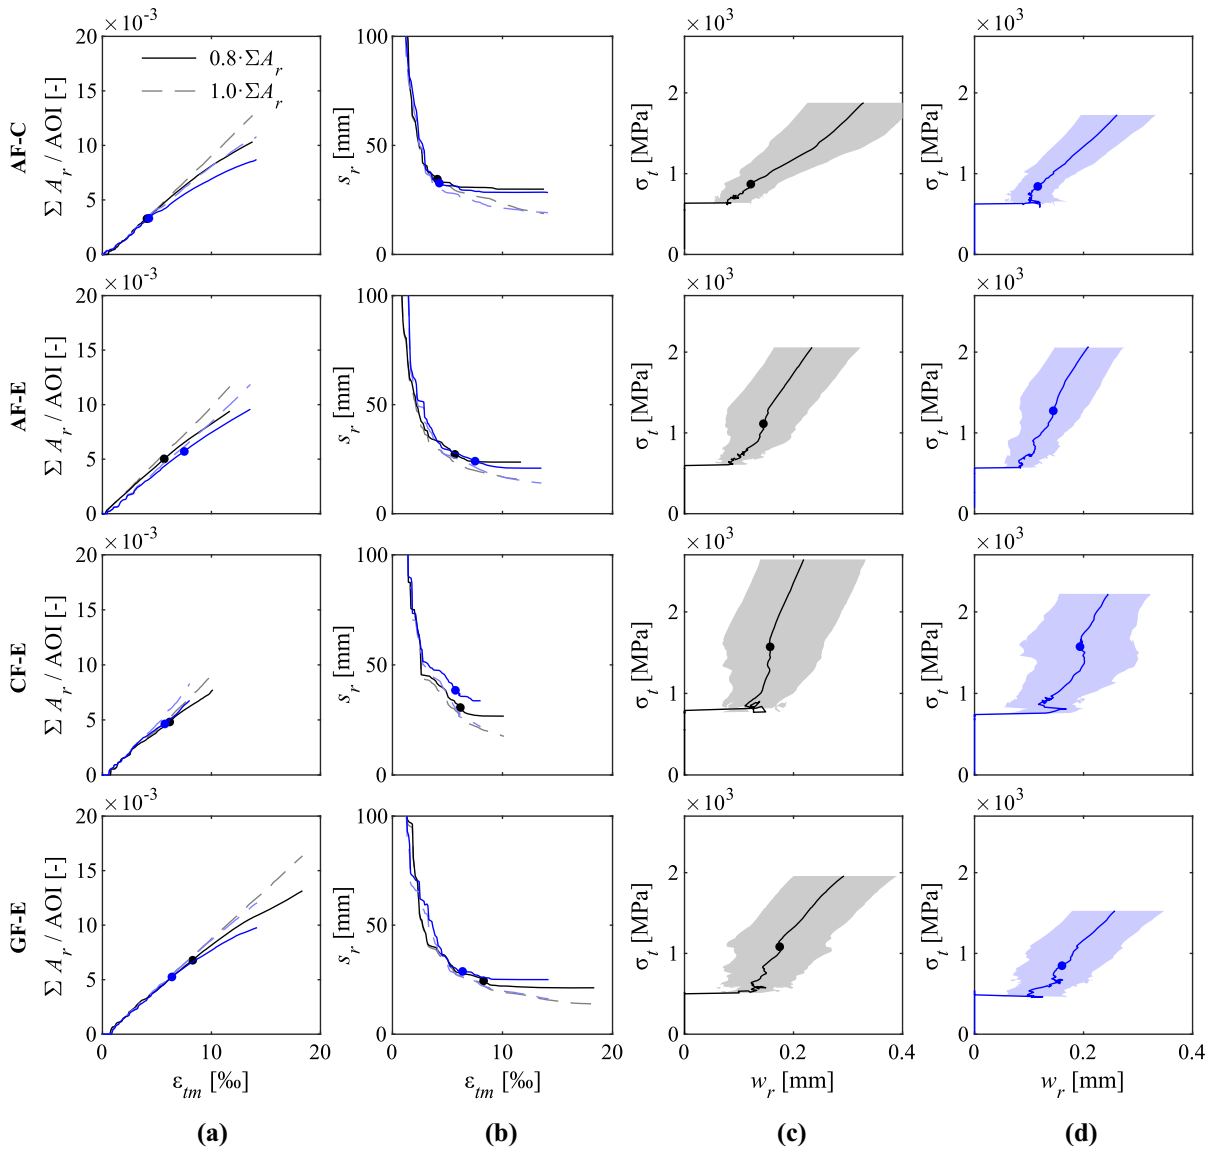 ×10⁻³
20
15
10
5
0
Σ A_r / AOI [-]
AF-C
0.8·ΣA_r
1.0·ΣA_r
100
50
0
s_r [mm]
×10³
2
1
0
σ_t [MPa]
×10³
2
1
0
σ_t [MPa]
×10⁻³
20
15
10
5
0
Σ A_r / AOI [-]
AF-E
100
50
0
s_r [mm]
×10³
2
1
0
σ_t [MPa]
×10³
2
1
0
σ_t [MPa]
×10⁻³
20
15
10
5
0
Σ A_r / AOI [-]
CF-E
100
50
0
s_r [mm]
×10³
2
1
0
σ_t [MPa]
×10³
2
1
0
σ_t [MPa]
×10⁻³
20
15
10
5
0
Σ A_r / AOI [-]
GF-E
100
50
0
s_r [mm]
×10³
2
1
0
σ_t [MPa]
×10³
2
1
0
σ_t [MPa]
0 10 20
0 10 20
0 0.2 0.4
0 0.2 0.4
ε_tm [‰]
ε_tm [‰]
w_r [mm]
w_r [mm]
(a)
(b)
(c)
(d)